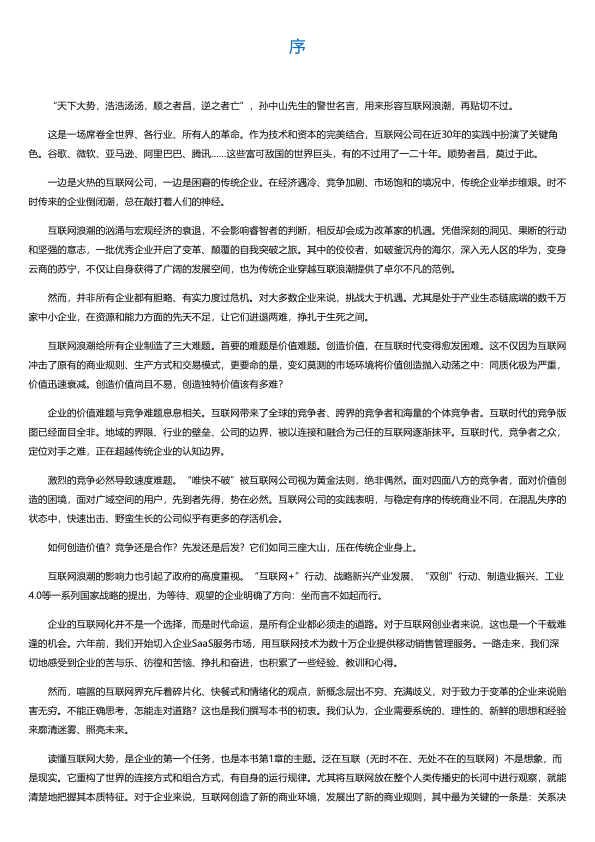 序
“天下大势，浩浩汤汤，顺之者昌，逆之者亡”，孙中山先生的警世名言，用来形容互联网浪潮，再贴切不过。
这是一场席卷全世界、各行业、所有人的革命。作为技术和资本的完美结合，互联网公司在近30年的实践中扮演了关键角
色。谷歌、微软、亚马逊、阿里巴巴、腾讯……这些富可敌国的世界巨头，有的不过用了一二十年。顺势者昌，莫过于此。
一边是火热的互联网公司，一边是困窘的传统企业。在经济遇冷、竞争加剧、市场饱和的境况中，传统企业举步维艰。时不
时传来的企业倒闭潮，总在敲打着人们的神经。
互联网浪潮的汹涌与宏观经济的衰退，不会影响睿智者的判断，相反却会成为改革家的机遇。凭借深刻的洞见、果断的行动
和坚强的意志，一批优秀企业开启了变革、颠覆的自我突破之旅。其中的佼佼者，如破釜沉舟的海尔，深入无人区的华为，变身
云商的苏宁，不仅让自身获得了广阔的发展空间，也为传统企业穿越互联浪潮提供了卓尔不凡的范例。
然而，并非所有企业都有胆略、有实力度过危机。对大多数企业来说，挑战大于机遇。尤其是处于产业生态链底端的数千万
家中小企业，在资源和能力方面的先天不足，让它们进退两难，挣扎于生死之间。
互联网浪潮给所有企业制造了三大难题。首要的难题是价值难题。创造价值，在互联时代变得愈发困难。这不仅因为互联网
冲击了原有的商业规则、生产方式和交易模式，更要命的是，变幻莫测的市场环境将价值创造抛入动荡之中：同质化极为严重，
价值迅速衰减。创造价值尚且不易，创造独特价值该有多难？
企业的价值难题与竞争难题息息相关。互联网带来了全球的竞争者、跨界的竞争者和海量的个体竞争者。互联时代的竞争版
图已经面目全非。地域的界限、行业的壁垒、公司的边界，被以连接和融合为己任的互联网逐渐抹平。互联时代，竞争者之众，
定位对手之难，正在超越传统企业的认知边界。
激烈的竞争必然导致速度难题。“唯快不破”被互联网公司视为黄金法则，绝非偶然。面对四面八方的竞争者，面对价值创
造的困境，面对广域空间的用户，先到者先得，势在必然。互联网公司的实践表明，与稳定有序的传统商业不同，在混乱失序的
状态中，快速出击、野蛮生长的公司似乎有更多的存活机会。
如何创造价值？竞争还是合作？先发还是后发？它们如同三座大山，压在传统企业身上。
互联网浪潮的影响力也引起了政府的高度重视。“互联网+”行动、战略新兴产业发展、“双创”行动、制造业振兴、工业
4.0等一系列国家战略的提出，为等待、观望的企业明确了方向：坐而言不如起而行。
企业的互联网化并不是一个选择，而是时代命运，是所有企业都必须走的道路。对于互联网创业者来说，这也是一个千载难
逢的机会。六年前，我们开始切入企业SaaS服务市场，用互联网技术为数十万企业提供移动销售管理服务。一路走来，我们深
切地感受到企业的苦与乐、彷徨和苦恼、挣扎和奋进，也积累了一些经验、教训和心得。
然而，喧嚣的互联网界充斥着碎片化、快餐式和情绪化的观点，新概念层出不穷、充满歧义，对于致力于变革的企业来说贻
害无穷。不能正确思考，怎能走对道路？这也是我们撰写本书的初衷。我们认为，企业需要系统的、理性的、新鲜的思想和经验
来廓清迷雾、照亮未来。
读懂互联网大势，是企业的第一个任务，也是本书第1章的主题。泛在互联（无时不在、无处不在的互联网）不是想象，而
是现实。它重构了世界的连接方式和组合方式，有自身的运行规律。尤其将互联网放在整个人类传播史的长河中进行观察，就能
清楚地把握其本质特征。对于企业来说，互联网创造了新的商业环境，发展出了新的商业规则，其中最为关键的一条是：关系决